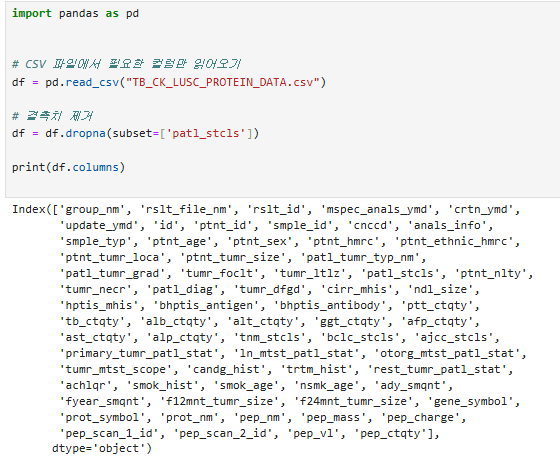 import pandas as pd
# CSV 파일에서 필요한 컬럼만 읽어오기
df = pd.read_csv("TB_CK_LUSC_PROTEIN_DATA.csv")
# 결측치 제거
df = df.dropna(subset=['patl_stcls'])
print(df.columns)
Index(['group_nm', 'rslt_file_nm', 'rslt_id', 'mspec_anals_ymd', 'crtn_ymd',
'update_ymd', 'id', 'ptnt_id', 'smple_id', 'cnccd', 'anals_info',
'smple_typ', 'ptnt_age', 'ptnt_sex', 'ptnt_hmrc', 'ptnt_ethnic_hmrc',
'ptnt_tumr_loca', 'ptnt_tumr_size', 'patl_tumr_typ_nm',
'patl_tumr_grad', 'tumr_foclt', 'tumr_ltlz', 'patl_stcls', 'ptnt_nlty',
'tumr_necr', 'patl_diag', 'tumr_dfgd', 'cirr_mhis', 'ndl_size',
'hptis_mhis', 'bhptis_antigen', 'bhptis_antibody', 'ptt_ctqty',
'tb_ctqty', 'alb_ctqty', 'alt_ctqty', 'ggt_ctqty', 'afp_ctqty',
'ast_ctqty', 'alp_ctqty', 'tnm_stcls', 'bclc_stcls', 'ajcc_stcls',
'primary_tumr_patl_stat', 'ln_mtst_patl_stat', 'otorg_mtst_patl_stat',
'tumr_mtst_scope', 'candg_hist', 'trtm_hist', 'rest_tumr_patl_stat',
'achlqr', 'smok_hist', 'smok_age', 'nsmk_age', 'ady_smqnt',
'fyear_smqnt', 'f12mnt_tumr_size', 'f24mnt_tumr_size', 'gene_symbol',
'prot_symbol', 'prot_nm', 'pep_nm', 'pep_mass', 'pep_charge',
'pep_scan_1_id', 'pep_scan_2_id', 'pep_vl', 'pep_ctqty'],
dtype='object')